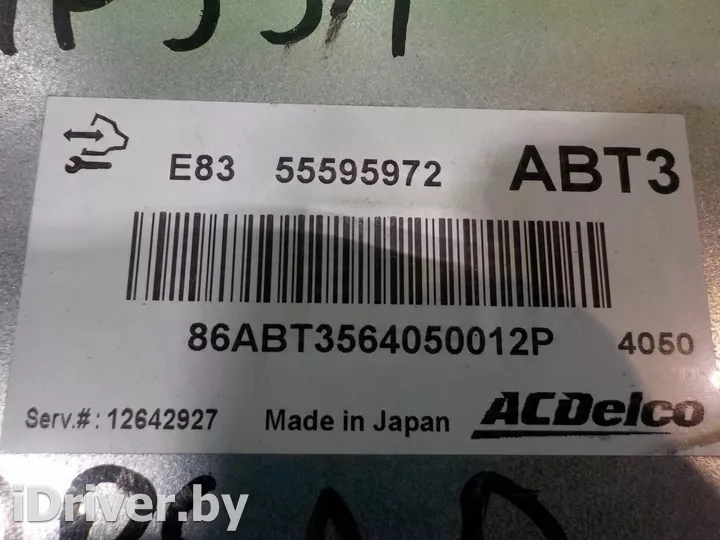 E83 55595972 ABT3
86ABT3564050012P 4050
Serv.#: 12642927 Made in Japan ACDelco
iDriver.by